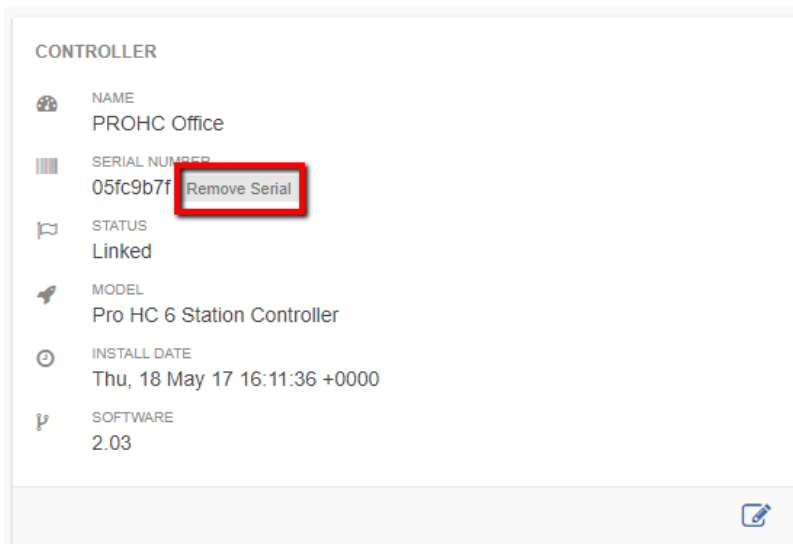 CONTROLLER
NAME
PROHC Office
SERIAL NUMBER
05fc9b7f Remove Serial
STATUS
Linked
MODEL
Pro HC 6 Station Controller
INSTALL DATE
Thu, 18 May 17 16:11:36 +0000
SOFTWARE
2.03